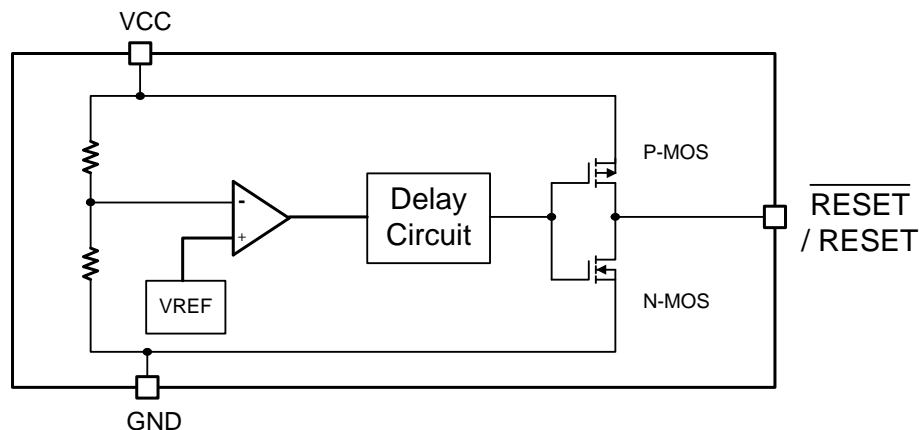 VCC
P-MOS
-
+
Delay
Circuit
RESET
/ RESET
VREF
N-MOS
GND